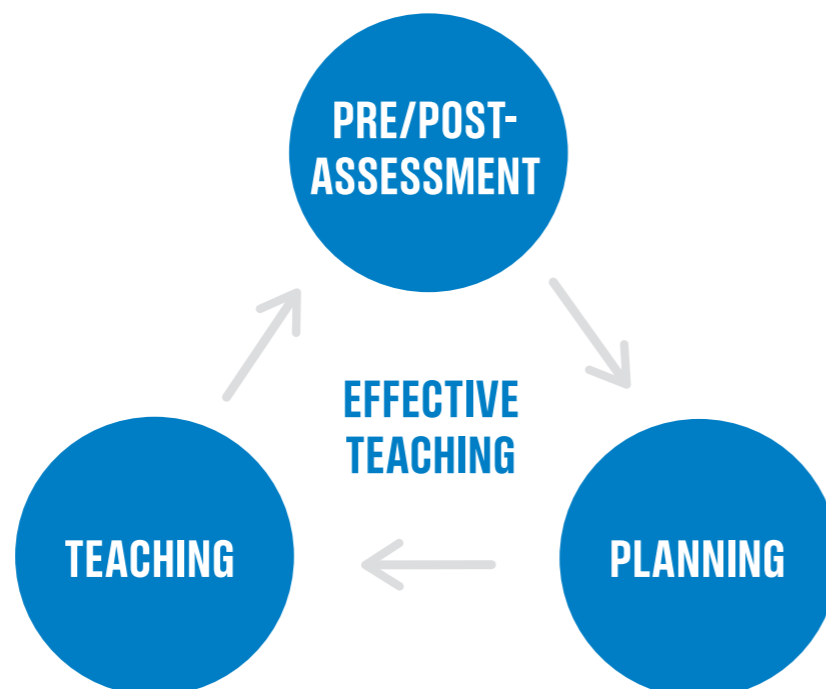 PRE/POST-
ASSESSMENT
EFFECTIVE
TEACHING
TEACHING
PLANNING